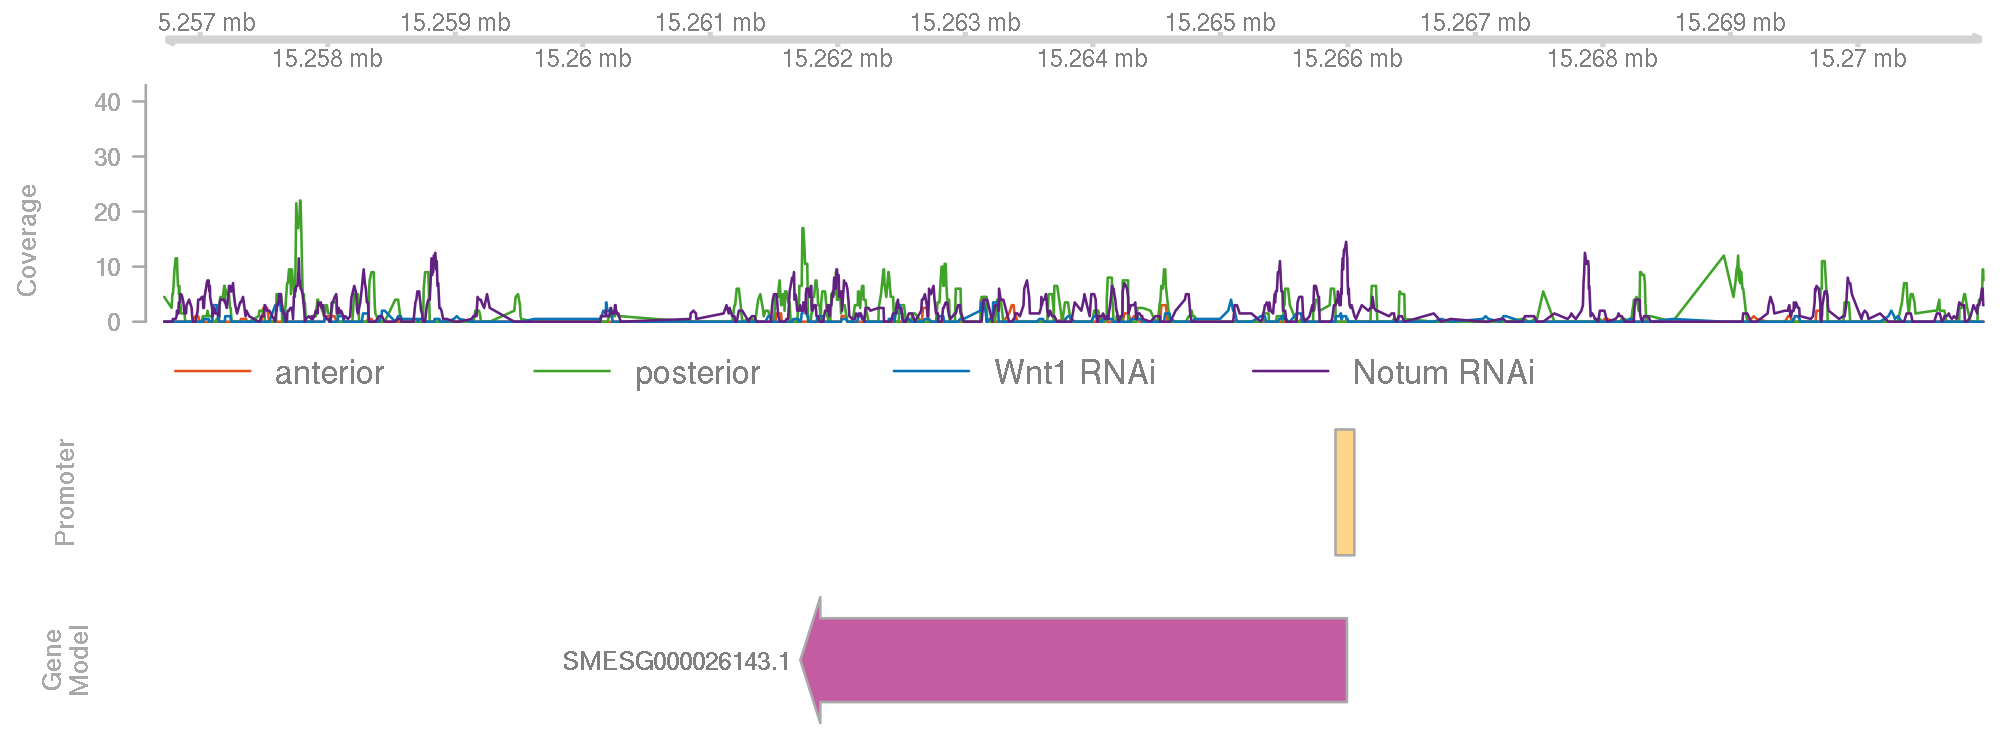 5.257 mb 15.259 mb 15.261 mb 15.263 mb 15.265 mb 15.267 mb 15.269 mb
15.258 mb 15.26 mb 15.262 mb 15.264 mb 15.266 mb 15.268 mb 15.27 mb
40
30
20
10
0
Coverage
anterior posterior Wnt1 RNAi Notum RNAi
Promoter
Gene
Model
SMESG000026143.1